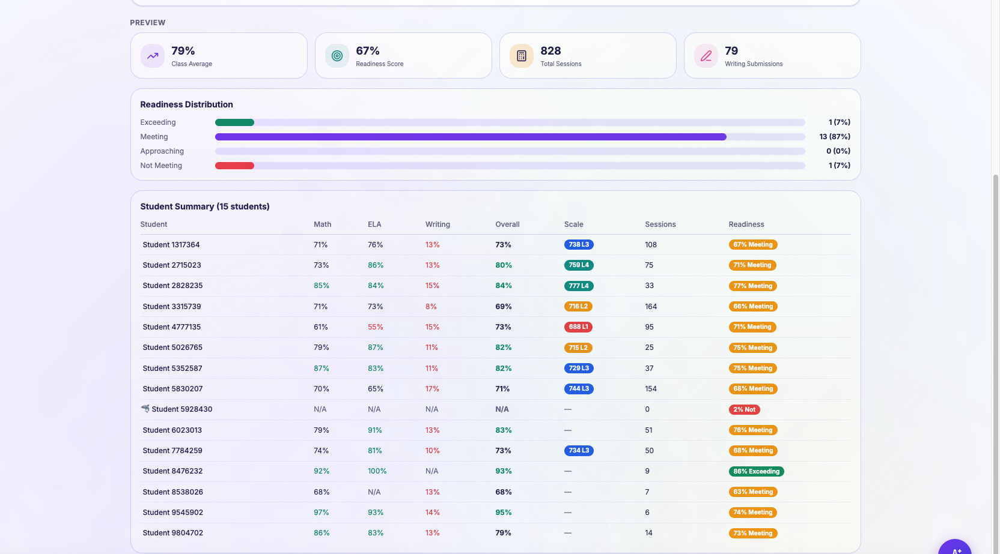 PREVIEW
79%
Class Average
67%
Readiness Score
828
Total Sessions
79
Writing Submissions
Readiness Distribution
Exceeding 1 (7%)
Meeting 13 (87%)
Approaching 0 (0%)
Not Meeting 1 (7%)
Student Summary (15 students)
Student Math ELA Writing Overall Scale Sessions Readiness
Student 1317364 71% 76% 13% 73% 738 L3 108 67% Meeting
Student 2715023 73% 86% 13% 80% 759 L4 75 71% Meeting
Student 2828235 85% 84% 15% 84% 777 L4 33 77% Meeting
Student 3315739 71% 73% 8% 69% 716 L2 164 66% Meeting
Student 4777135 61% 55% 15% 73% 688 L1 95 71% Meeting
Student 5026765 79% 87% 11% 82% 715 L2 25 75% Meeting
Student 5352587 87% 83% 11% 82% 729 L3 37 75% Meeting
Student 5830207 70% 65% 17% 71% 744 L3 154 68% Meeting
Student 5928430 N/A N/A N/A N/A — 0 2% Not
Student 6023013 79% 91% 13% 83% — 51 76% Meeting
Student 7784259 74% 81% 10% 73% 734 L3 50 68% Meeting
Student 8476232 92% 100% N/A 93% — 9 86% Exceeding
Student 8538026 68% N/A 13% 68% — 7 63% Meeting
Student 9545902 97% 93% 14% 95% — 6 74% Meeting
Student 9804702 86% 83% 13% 79% — 14 73% Meeting
A+